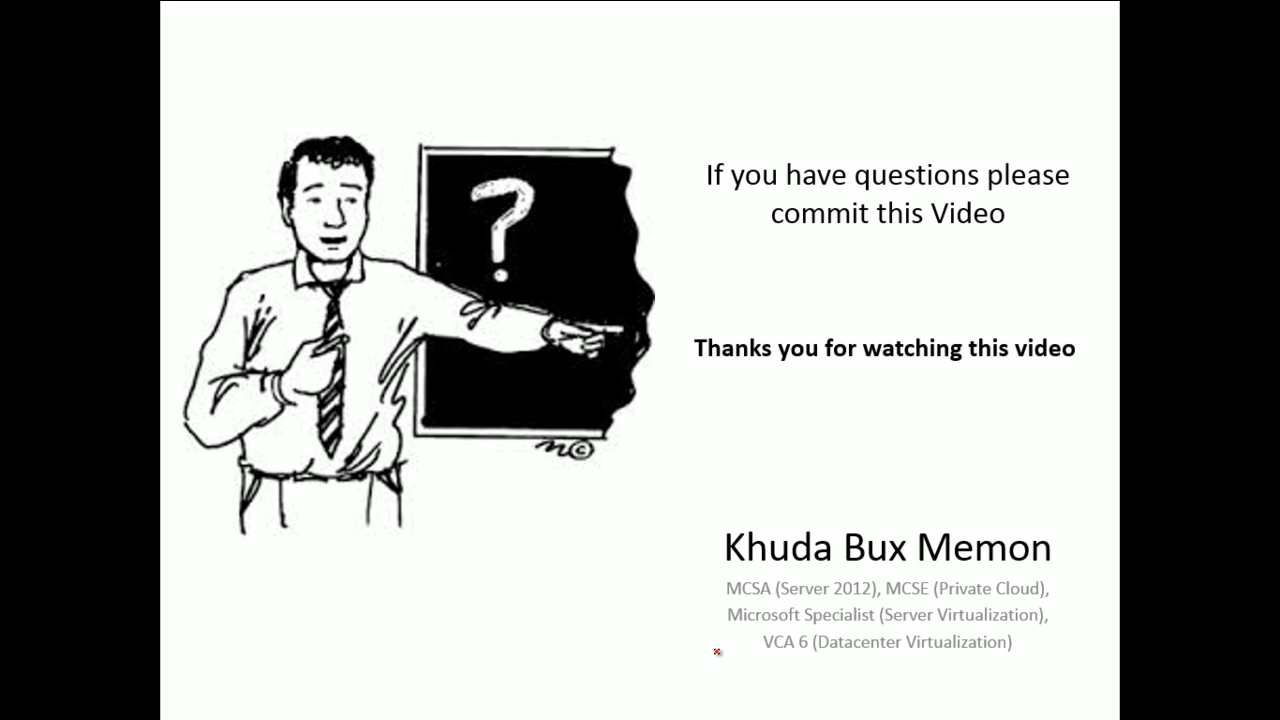 ?
If you have questions please
commit this Video
Thanks you for watching this video
Khuda Bux Memon
MCSA (Server 2012), MCSE (Private Cloud),
Microsoft Specialist (Server Virtualization),
VCA 6 (Datacenter Virtualization)